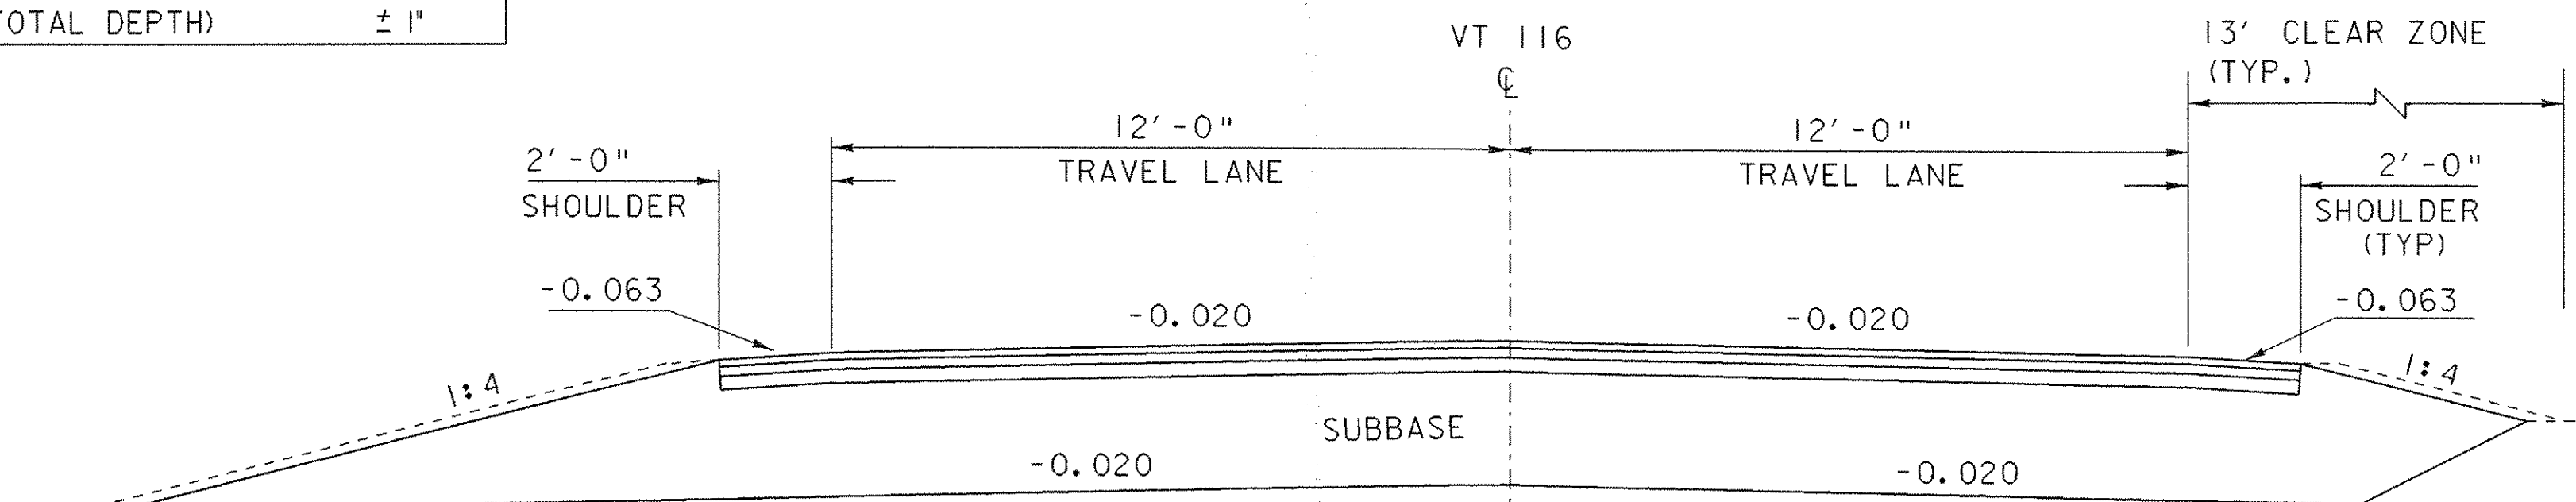 TOTAL DEPTH) ± 1"
VT 116
℄
13' CLEAR ZONE
(TYP.)
12'-0"
TRAVEL LANE
12'-0"
TRAVEL LANE
2'-0"
SHOULDER
2'-0"
SHOULDER
(TYP)
-0.063
-0.020
-0.020
-0.063
1:4
1:4
SUBBASE
-0.020
-0.020